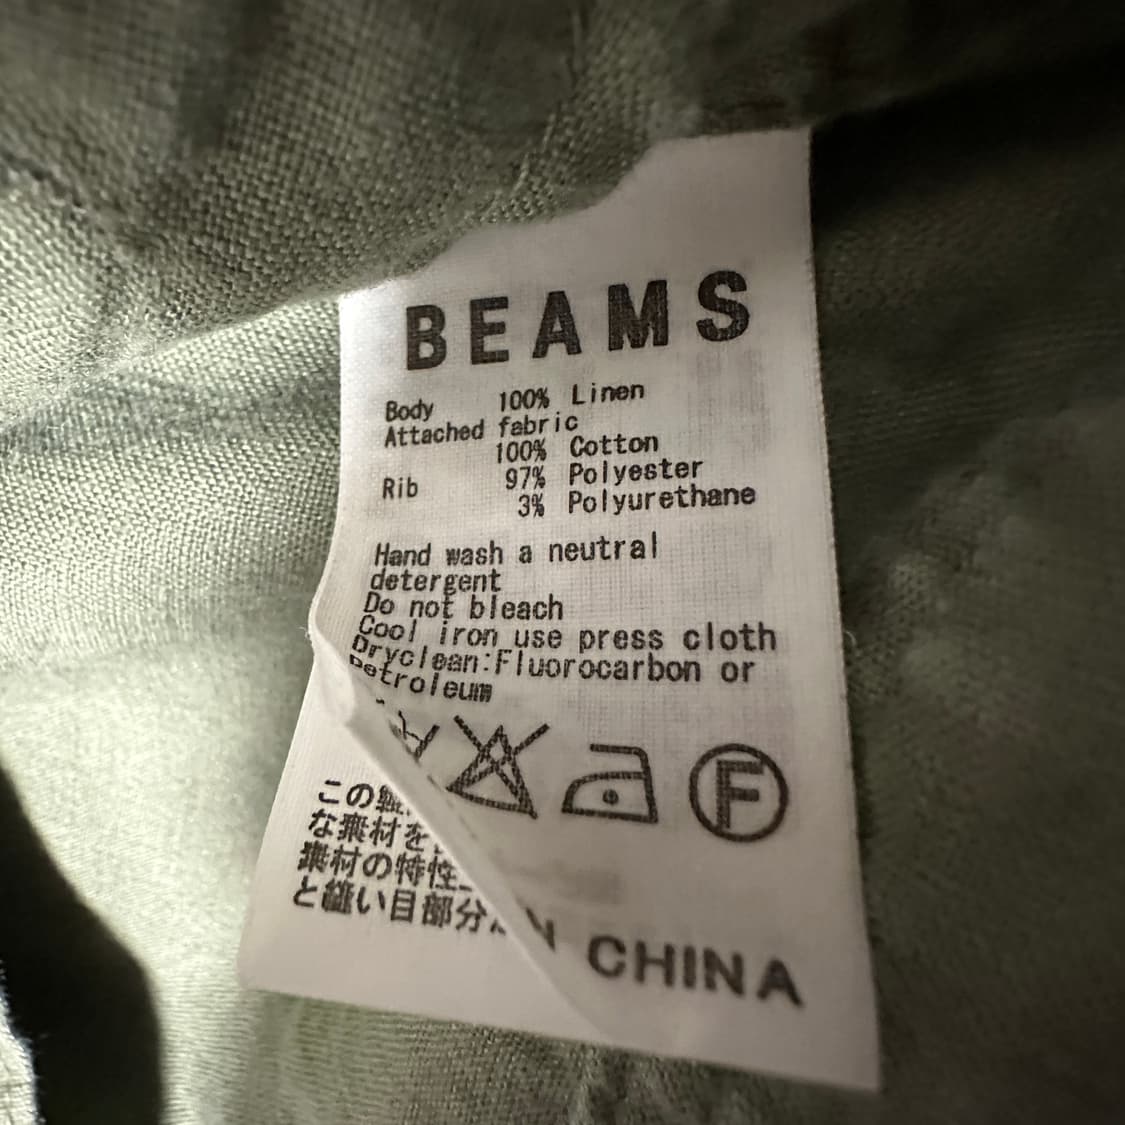 BEAMS
Body 100% Linen
Attached fabric
100% Cotton
Rib 97% Polyester
3% Polyurethane
Hand wash a neutral
detergent
Do not bleach
Cool iron use press cloth
Dryclean:Fluorocarbon or
petroleum
F
CHINA
この
な素材を
素材の特性
と縫い目部分